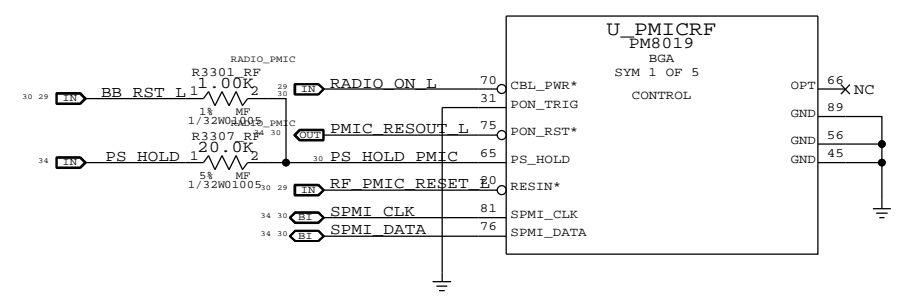 U_PMICRF
PM8019
BGA
SYM 1 OF 5
CONTROL
RADIO_PMIC
R3301_RF
1.00K
30 29 IN BB_RST_L 1 2
1% MF
1/32W 01005
RADIO_PMIC
R3307_RF
20.0K
34 IN PS_HOLD 1 2
5% MF
1/32W 01005
29 30 IN RADIO_ON_L 70 CBL_PWR*
31 PON_TRIG
34 30 OUT PMIC_RESOUT_L 75 PON_RST*
30 PS_HOLD_PMIC 65 PS_HOLD
30 29 IN RF_PMIC_RESET_L 20 RESIN*
34 30 BI SPMI_CLK 81 SPMI_CLK
34 30 BI SPMI_DATA 76 SPMI_DATA
OPT 66 NC
GND 89
GND 56
GND 45